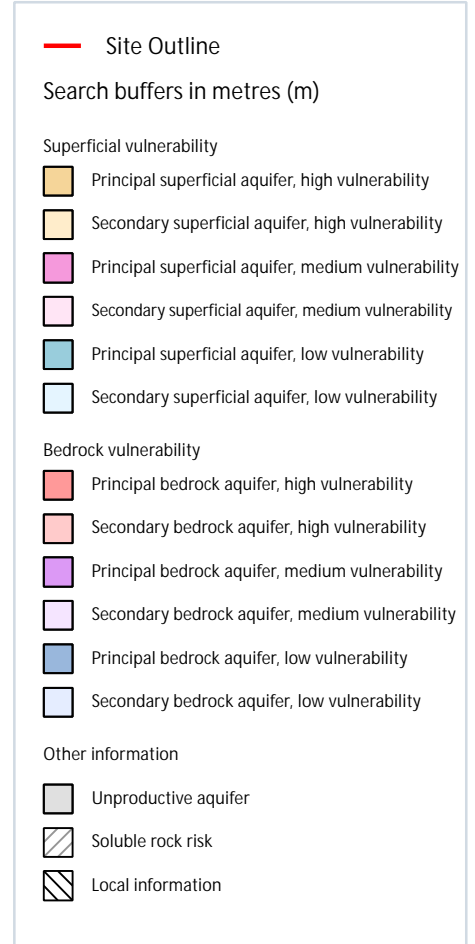 Site Outline
Search buffers in metres (m)
Superficial vulnerability
Principal superficial aquifer, high vulnerability
Secondary superficial aquifer, high vulnerability
Principal superficial aquifer, medium vulnerability
Secondary superficial aquifer, medium vulnerability
Principal superficial aquifer, low vulnerability
Secondary superficial aquifer, low vulnerability
Bedrock vulnerability
Principal bedrock aquifer, high vulnerability
Secondary bedrock aquifer, high vulnerability
Principal bedrock aquifer, medium vulnerability
Secondary bedrock aquifer, medium vulnerability
Principal bedrock aquifer, low vulnerability
Secondary bedrock aquifer, low vulnerability
Other information
Unproductive aquifer
Soluble rock risk
Local information